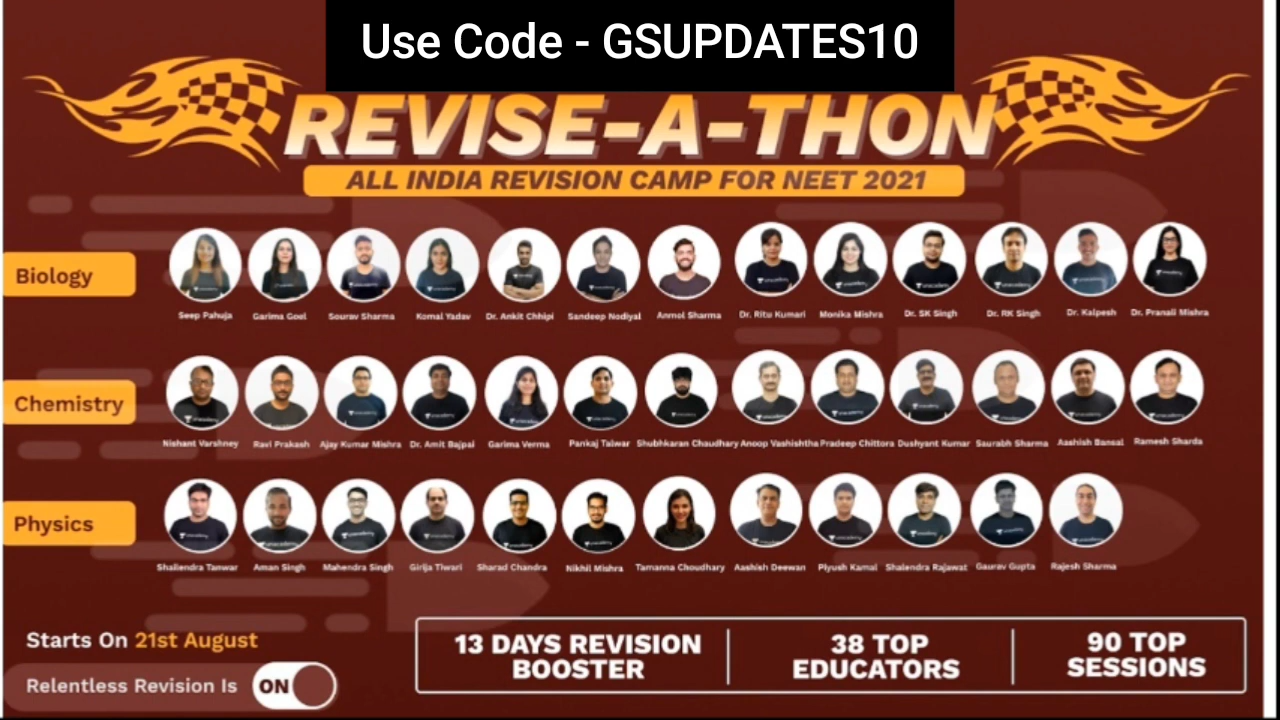 Use Code - GSUPDATES10
REVISE-A-THON
ALL INDIA REVISION CAMP FOR NEET 2021
Biology
Seep Pahuja Garima Goel Sourav Sharma Komal Yadav Dr. Ankit Chhipi Sandeep Nodiyal Anmol Sharma Dr. Ritu Kumari Monika Mishra Dr. SK Singh Dr. RK Singh Dr. Kalpesh Dr. Pranali Mishra
Chemistry
Nishant Varshney Ravi Prakash Ajay Kumar Mishra Dr. Amit Bajpai Garima Verma Pankaj Talwar Shubhkaran Chaudhary Anoop Vashishtha Pradeep Chittora Dushyant Kumar Saurabh Sharma Aashish Bansal Ramesh Sharda
Physics
Shailendra Tanwar Aman Singh Mahendra Singh Girija Tiwari Sharad Chandra Nikhil Mishra Tamanna Choudhary Aashish Deewan Piyush Kamal Shalendra Rajawat Gaurav Gupta Rajesh Sharma
Starts On 21st August
Relentless Revision Is ON
13 DAYS REVISION
BOOSTER
38 TOP
EDUCATORS
90 TOP
SESSIONS